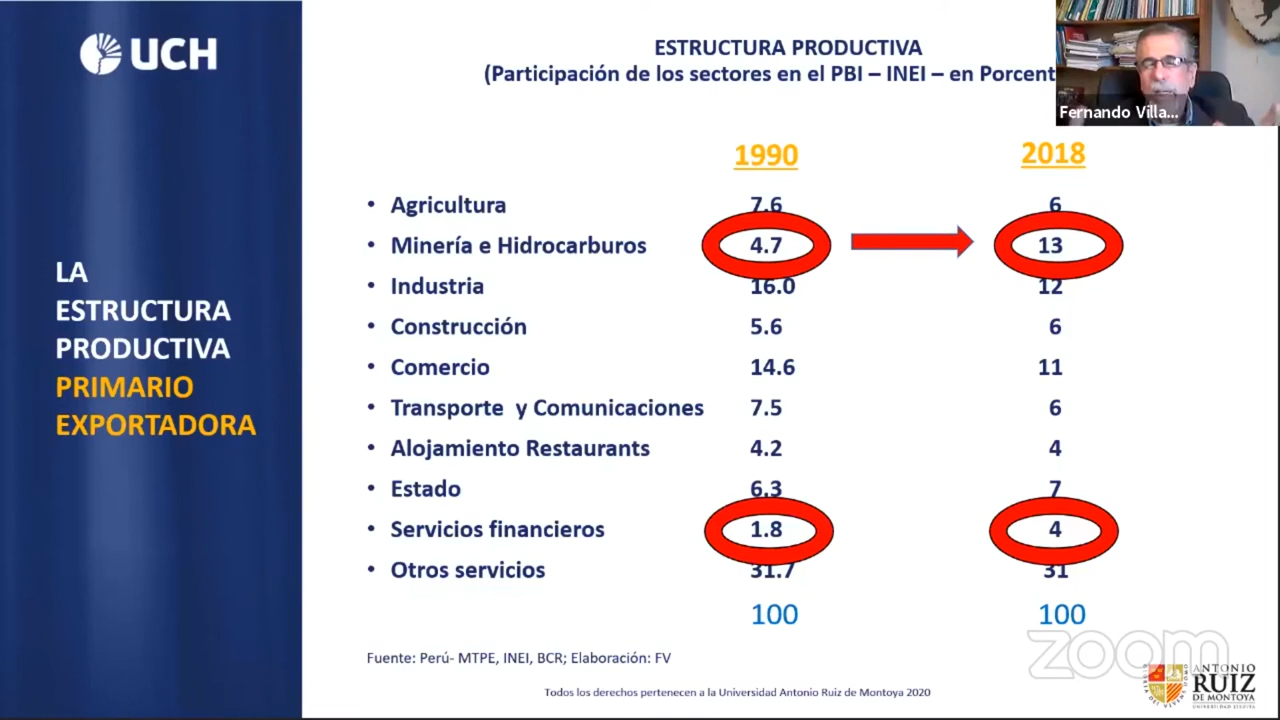 UCH
ESTRUCTURA PRODUCTIVA
(Participación de los sectores en el PBI – INEI – en Porcent
Fernando Villa...
LA
ESTRUCTURA
PRODUCTIVA
PRIMARIO
EXPORTADORA
1990 2018
• Agricultura 7.6 6
• Minería e Hidrocarburos 4.7 13
• Industria 16.0 12
• Construcción 5.6 6
• Comercio 14.6 11
• Transporte y Comunicaciones 7.5 6
• Alojamiento Restaurants 4.2 4
• Estado 6.3 7
• Servicios financieros 1.8 4
• Otros servicios 31.7 31
100 100
Fuente: Perú- MTPE, INEI, BCR; Elaboración: FV
Todos los derechos pertenecen a la Universidad Antonio Ruiz de Montoya 2020
zoom
ANTONIO
RUIZ
DE MONTOYA
UNIVERSIDAD JESUITA